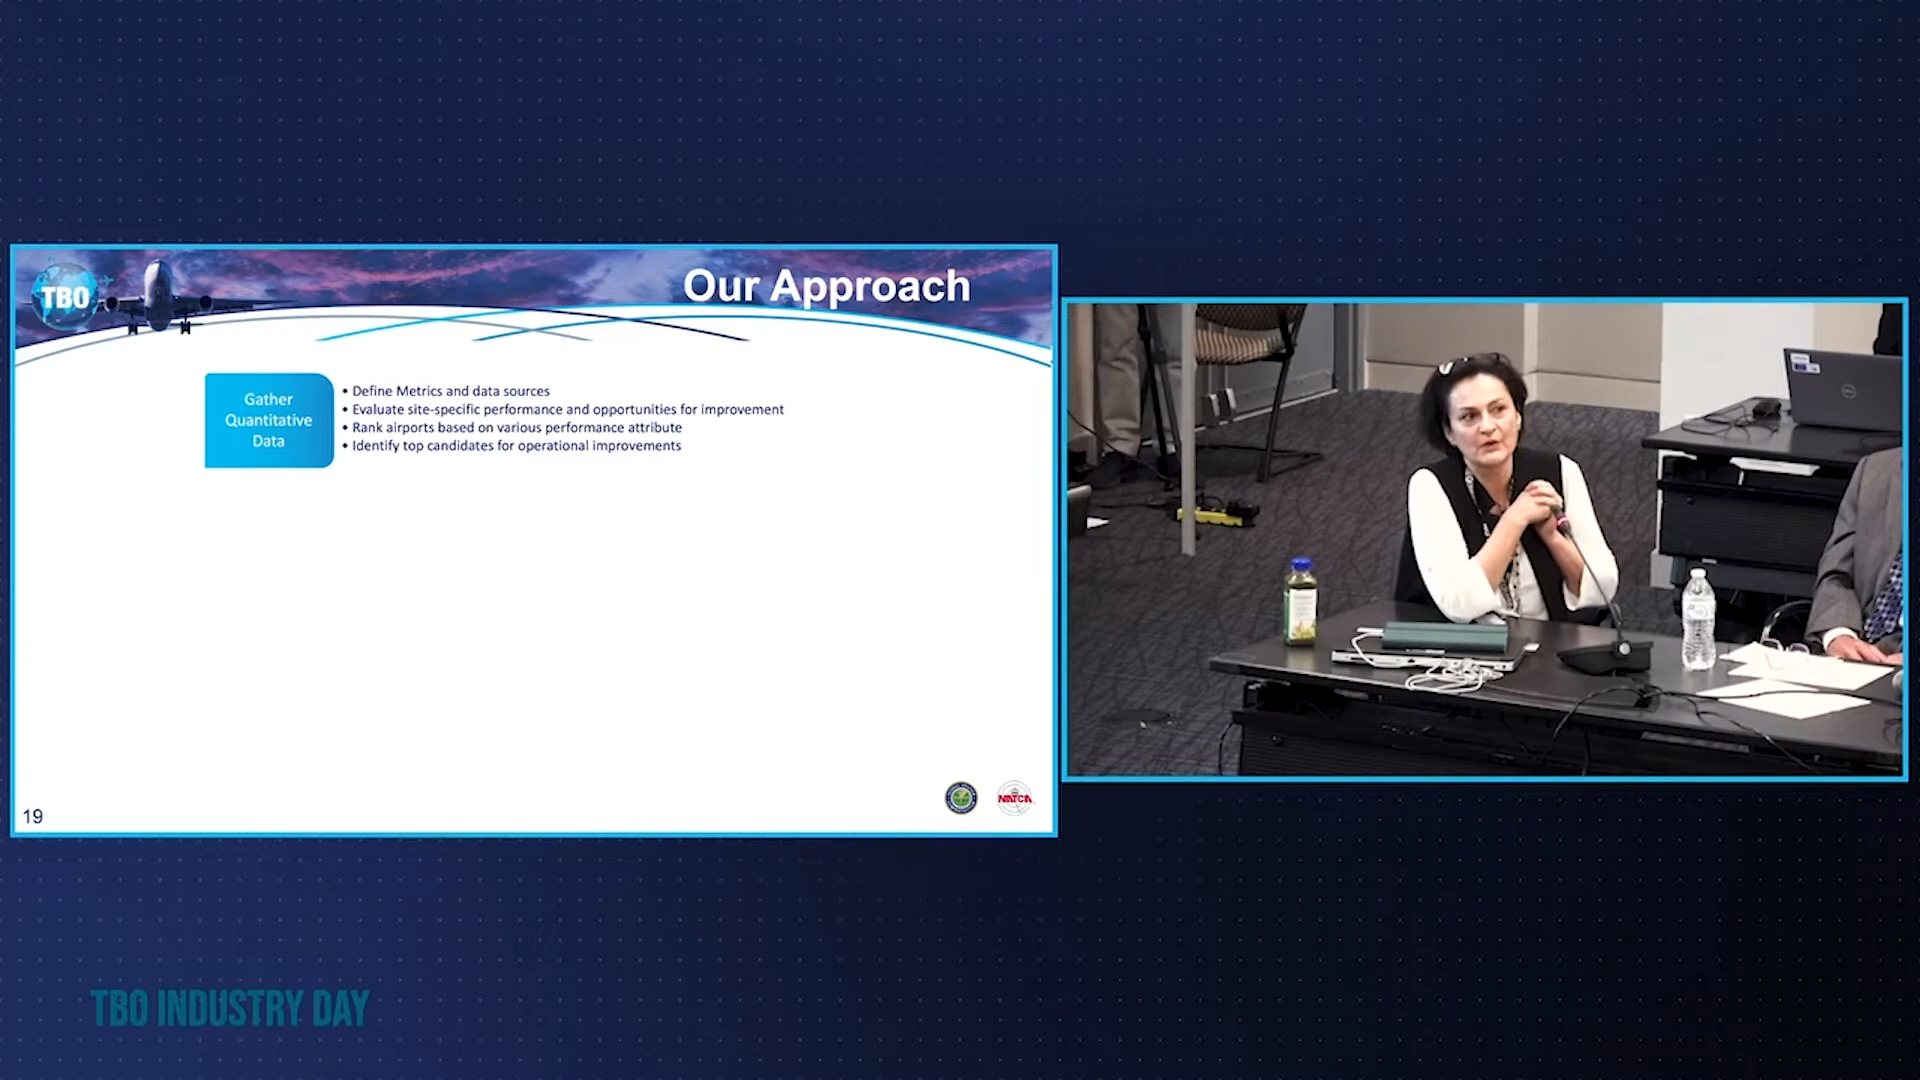 TBO
Our Approach
Gather
Quantitative
Data
• Define Metrics and data sources
• Evaluate site-specific performance and opportunities for improvement
• Rank airports based on various performance attribute
• Identify top candidates for operational improvements
NATCA
19
DELL
TBO INDUSTRY DAY